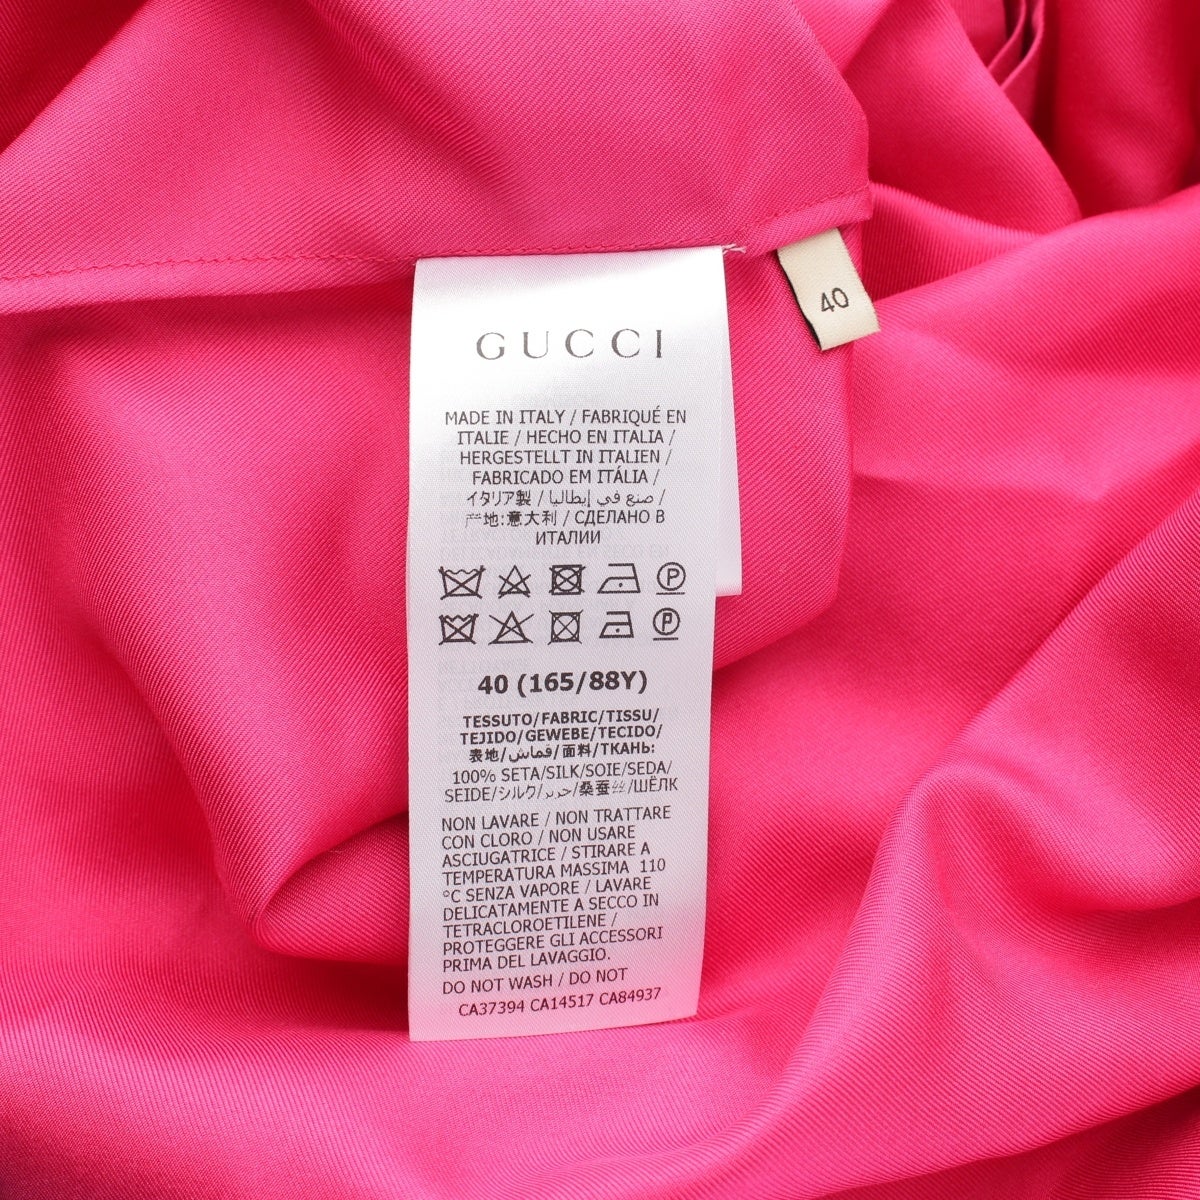 GUCCI
MADE IN ITALY / FABRIQUÉ EN
ITALIE / HECHO EN ITALIA /
HERGESTELLT IN ITALIEN /
FABRICADO EM ITÁLIA /
イタリア製 / صنع في إيطاليا /
产地:意大利 / СДЕЛАНО В
ИТАЛИИ
P
P
40 (165/88Y)
TESSUTO/FABRIC/TISSU/
TEJIDO/GEWEBE/TECIDO/
表地/قماش/面料/ТКАНЬ:
100% SETA/SILK/SOIE/SEDA/
SEIDE/シルク/حرير/桑蚕丝/ШЁЛК
NON LAVARE / NON TRATTARE
CON CLORO / NON USARE
ASCIUGATRICE / STIRARE A
TEMPERATURA MASSIMA 110
°C SENZA VAPORE / LAVARE
DELICATAMENTE A SECCO IN
TETRACLOROETILENE /
PROTEGGERE GLI ACCESSORI
PRIMA DEL LAVAGGIO.
DO NOT WASH / DO NOT
CA37394 CA14517 CA84937
40